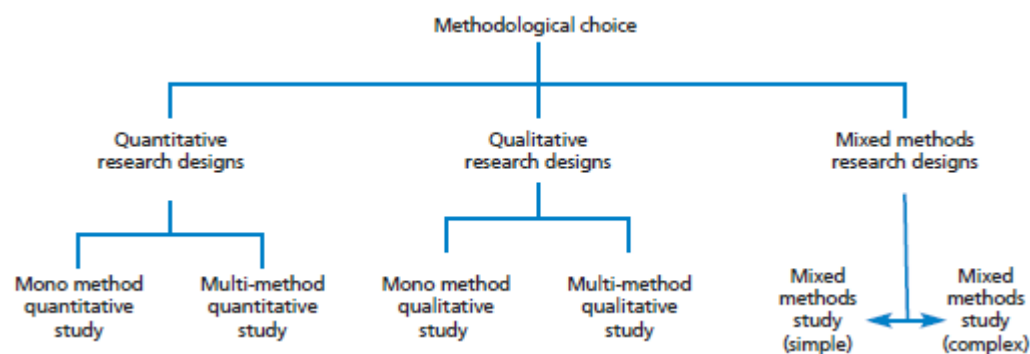 Methodological choice
Quantitative
research designs
Qualitative
research designs
Mixed methods
research designs
Mono method
quantitative
study
Multi-method
quantitative
study
Mono method
qualitative
study
Multi-method
qualitative
study
Mixed
methods
study
(simple)
Mixed
methods
study
(complex)